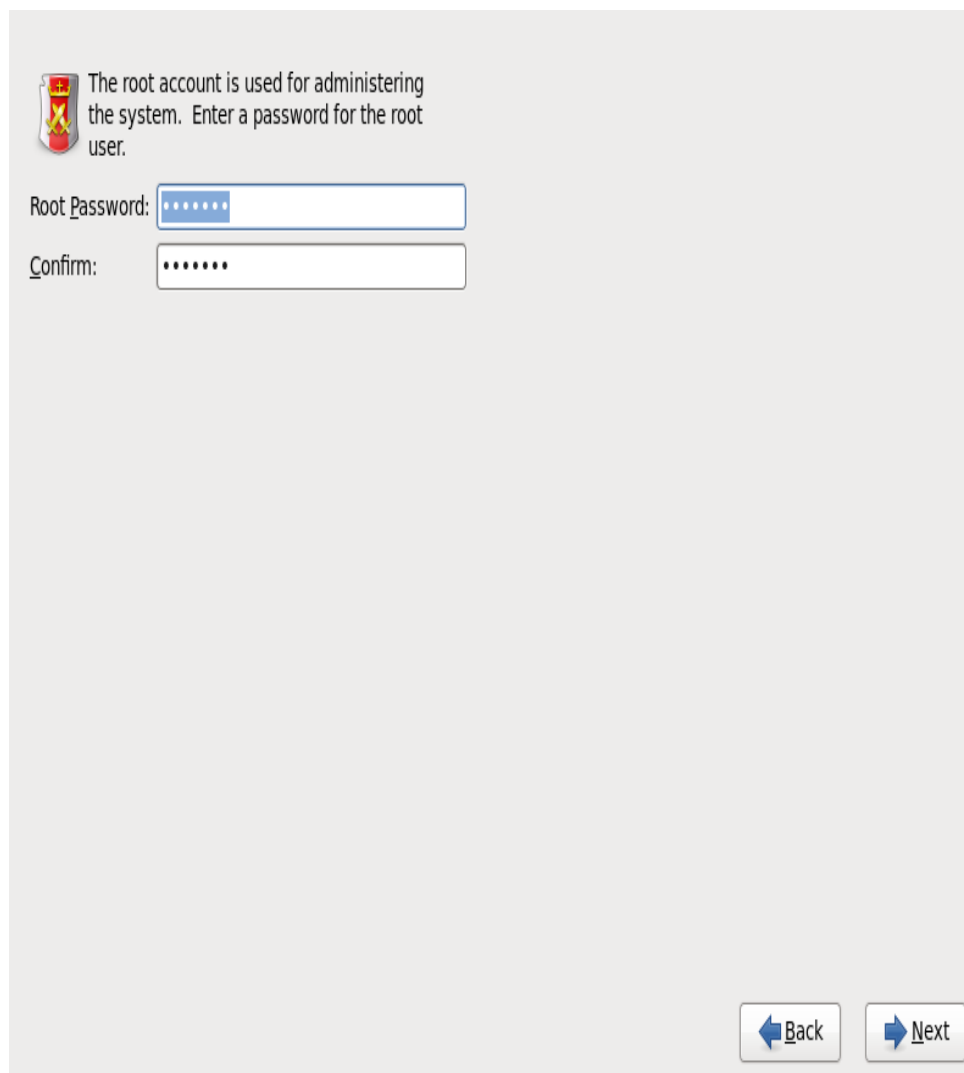 The root account is used for administering
the system.  Enter a password for the root
user.
Root Password: •••••••
Confirm: •••••••
Back
Next